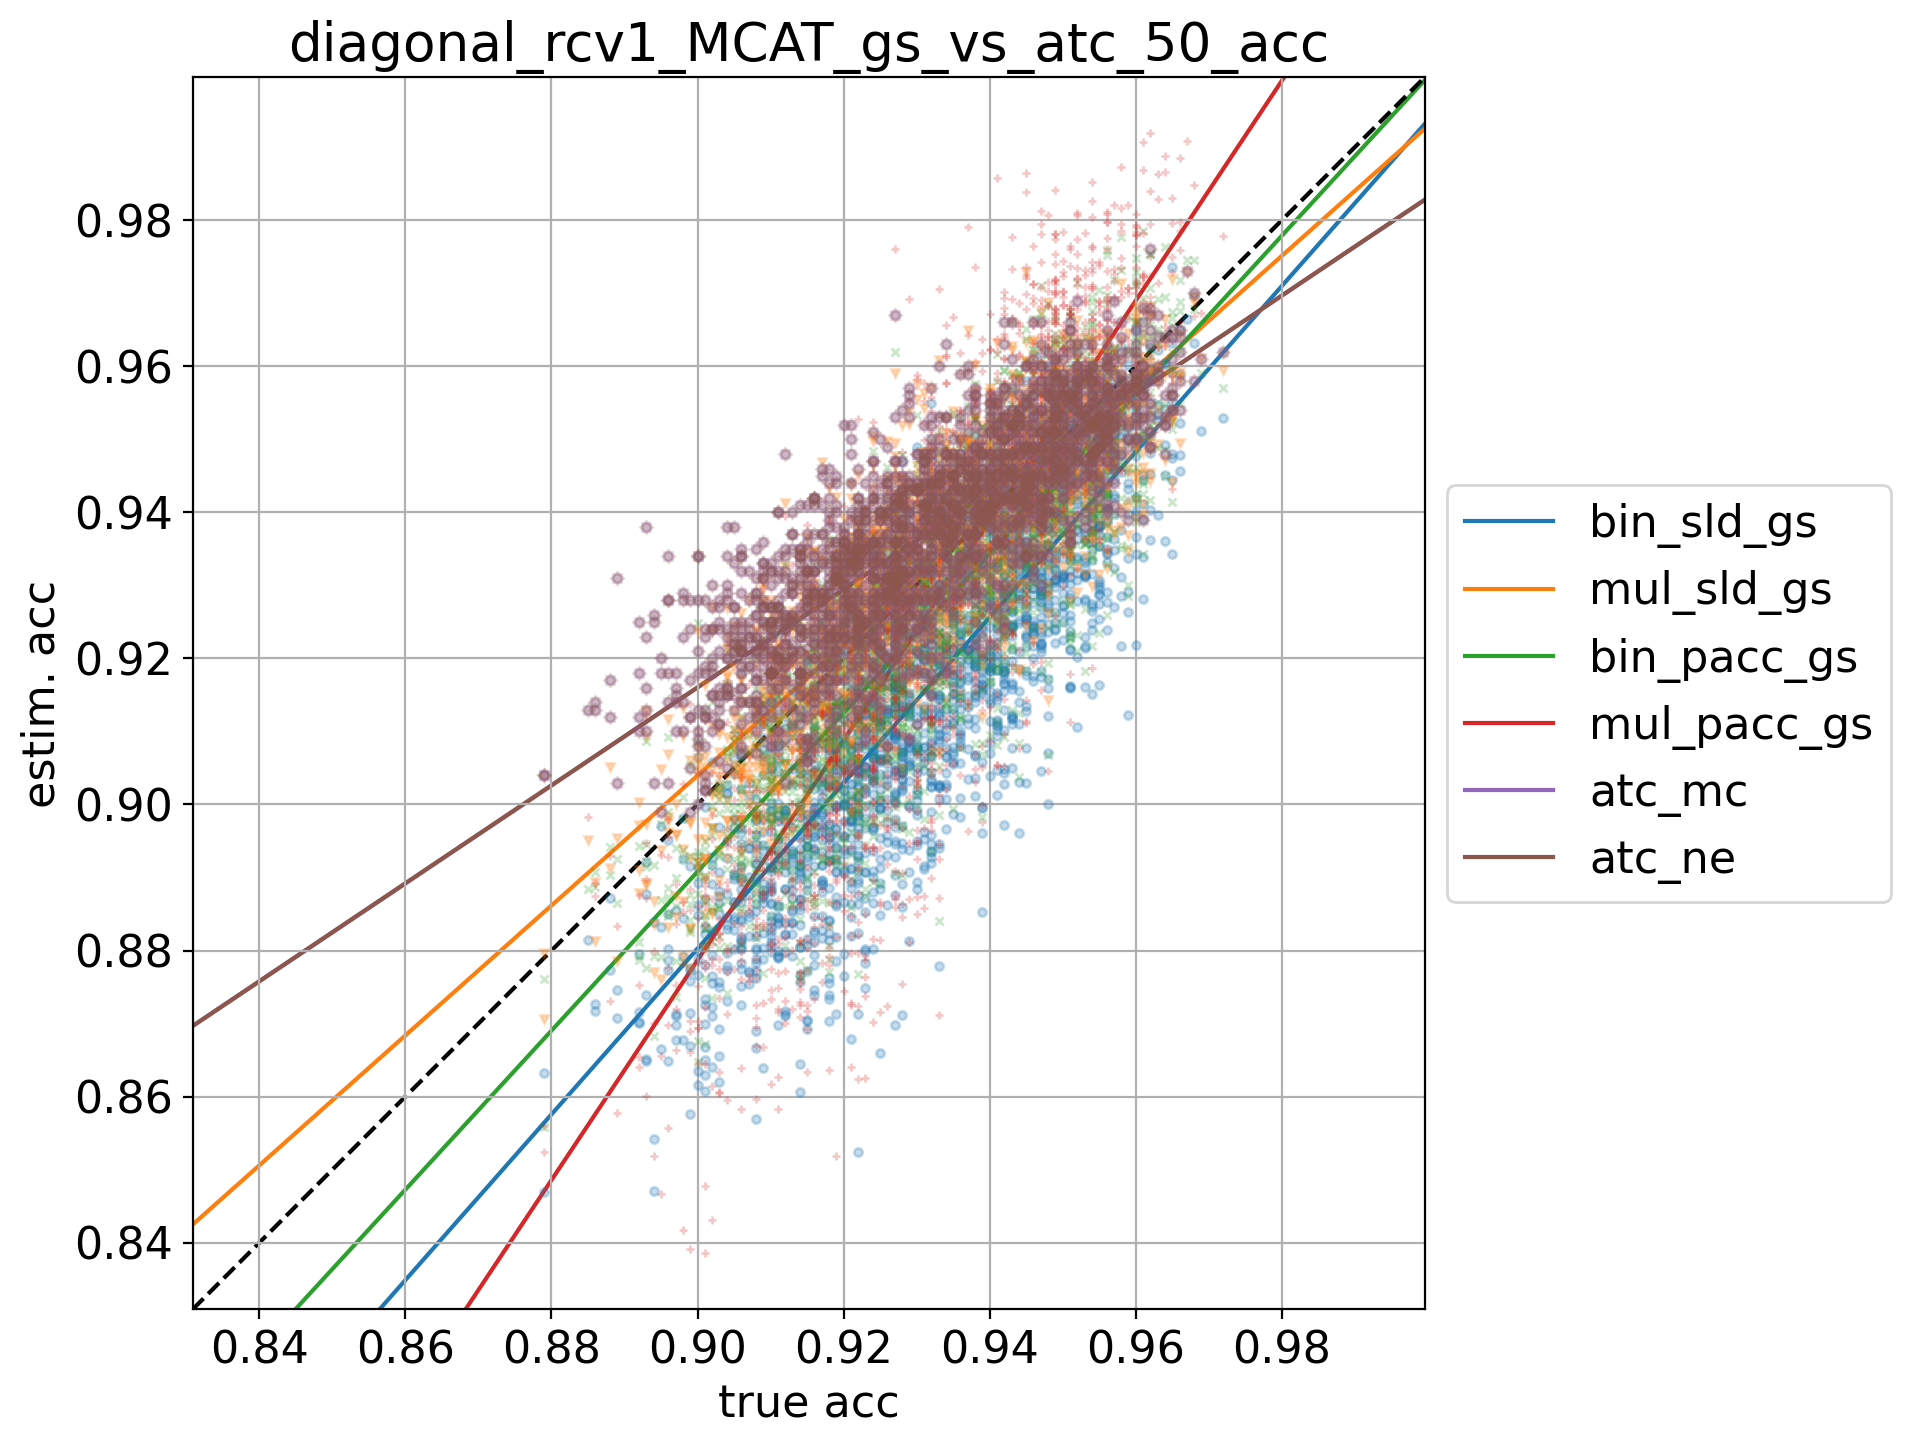 diagonal_rcv1_MCAT_gs_vs_atc_50_acc
estim. acc
0.98
0.96
0.94
0.92
0.90
0.88
0.86
0.84
0.84 0.86 0.88 0.90 0.92 0.94 0.96 0.98
true acc
bin_sld_gs
mul_sld_gs
bin_pacc_gs
mul_pacc_gs
atc_mc
atc_ne